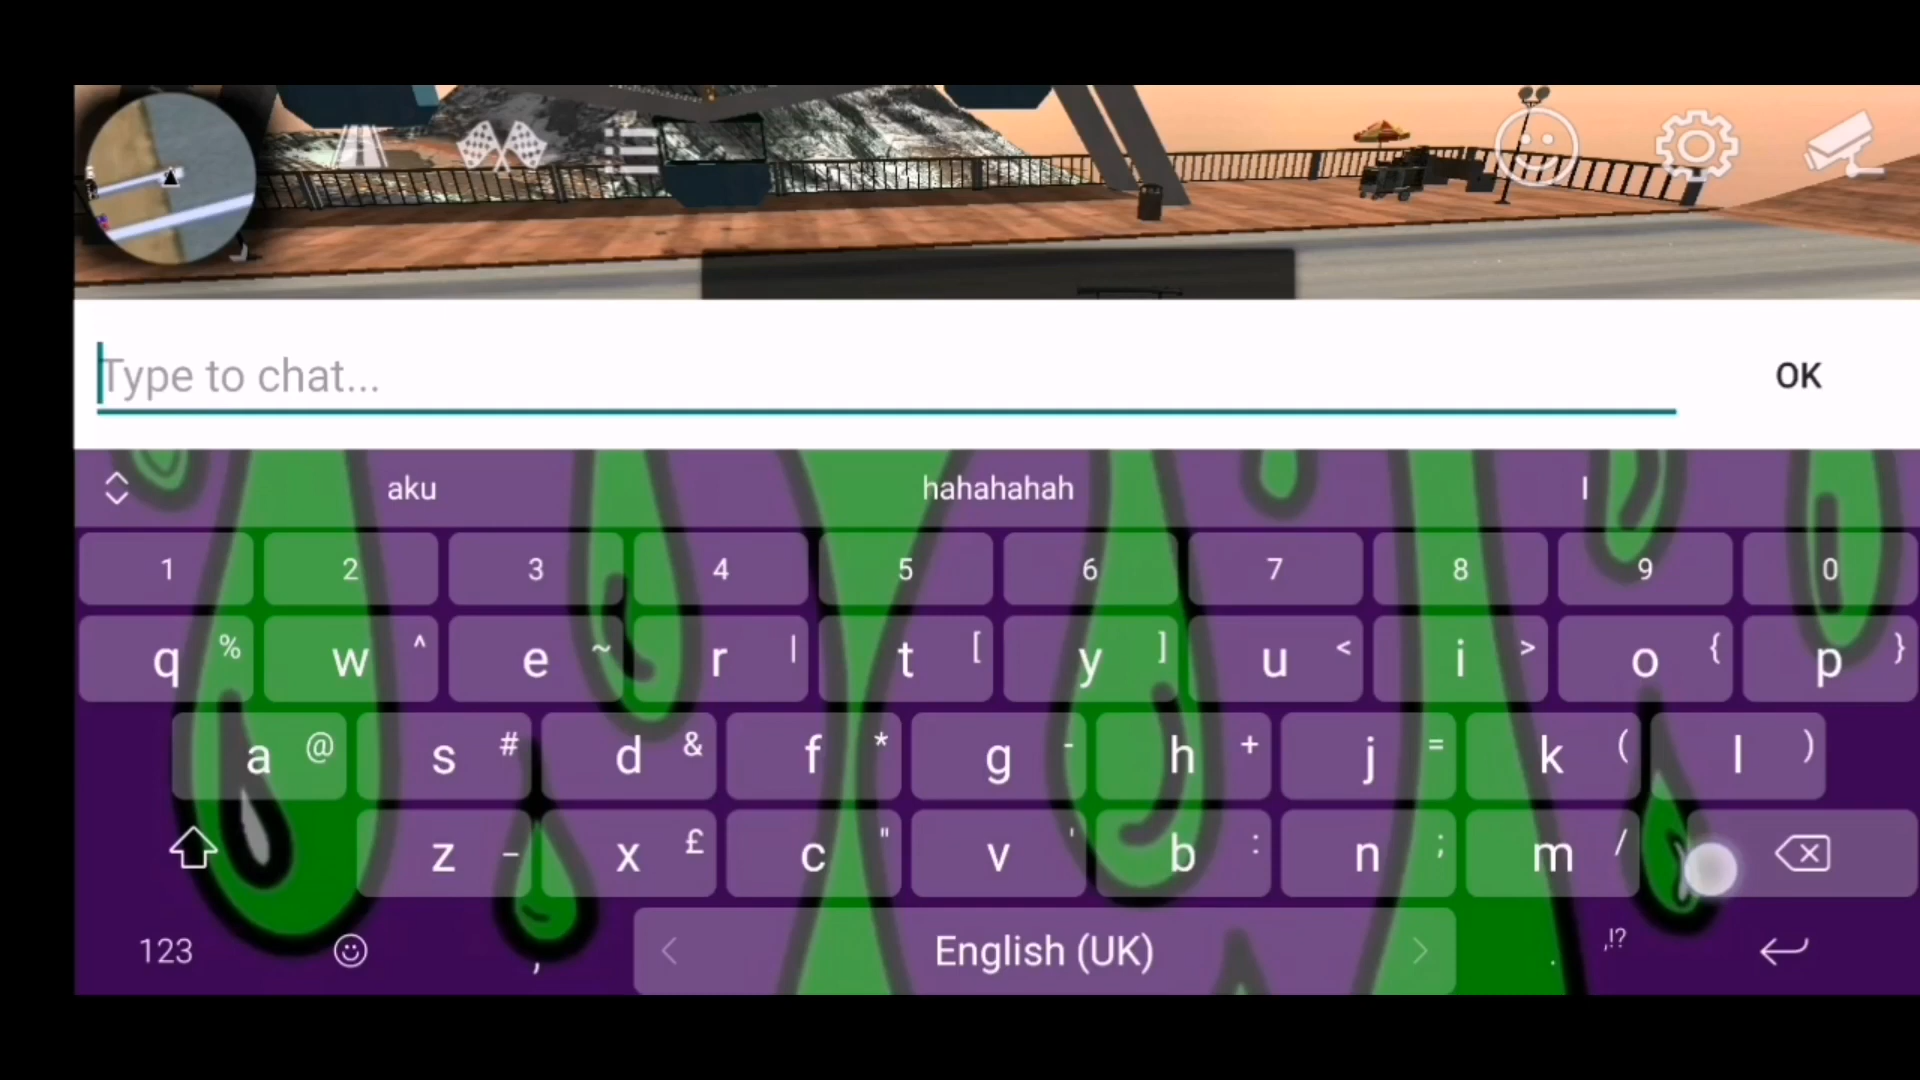 Type to chat...
OK
aku hahahahah I
1 2 3 4 5 6 7 8 9 0
q % w ^ e ~ r | t [ y ] u < i > o { p }
a @ s # d & f * g - h + j = k ( l )
z _ x £ c " v ' b : n ; m /
123 , < English (UK) > . ,!?